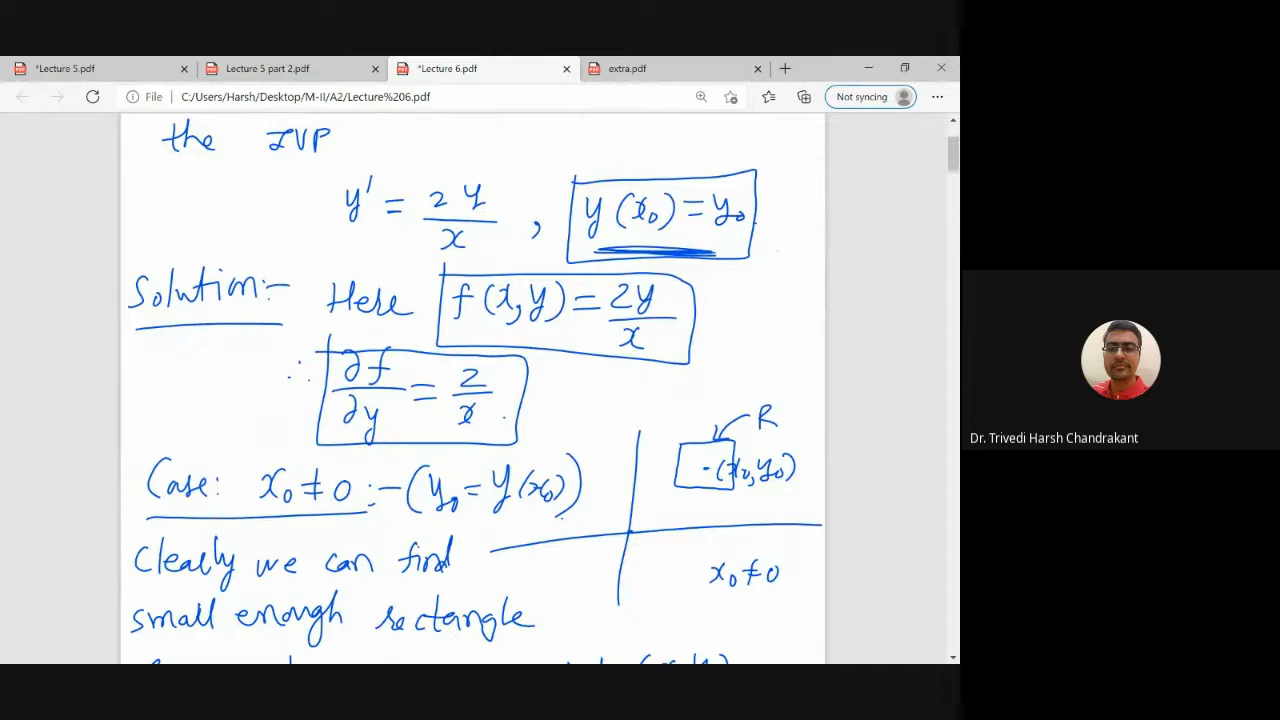 *Lecture 5.pdf
Lecture 5 part 2.pdf
*Lecture 6.pdf
extra.pdf
File
C:/Users/Harsh/Desktop/M-II/A2/Lecture%206.pdf
Not syncing
the IVP
y' = 2y/x , y(x₀) = y₀
Solution:- Here f(x,y) = 2y/x
∴ ∂f/∂y = 2/x
R
(x₀,y₀)
Case: x₀ ≠ 0 :- (y₀ = y(x₀))
x₀ ≠ 0
Clearly we can find
small enough rectangle
Dr. Trivedi Harsh Chandrakant